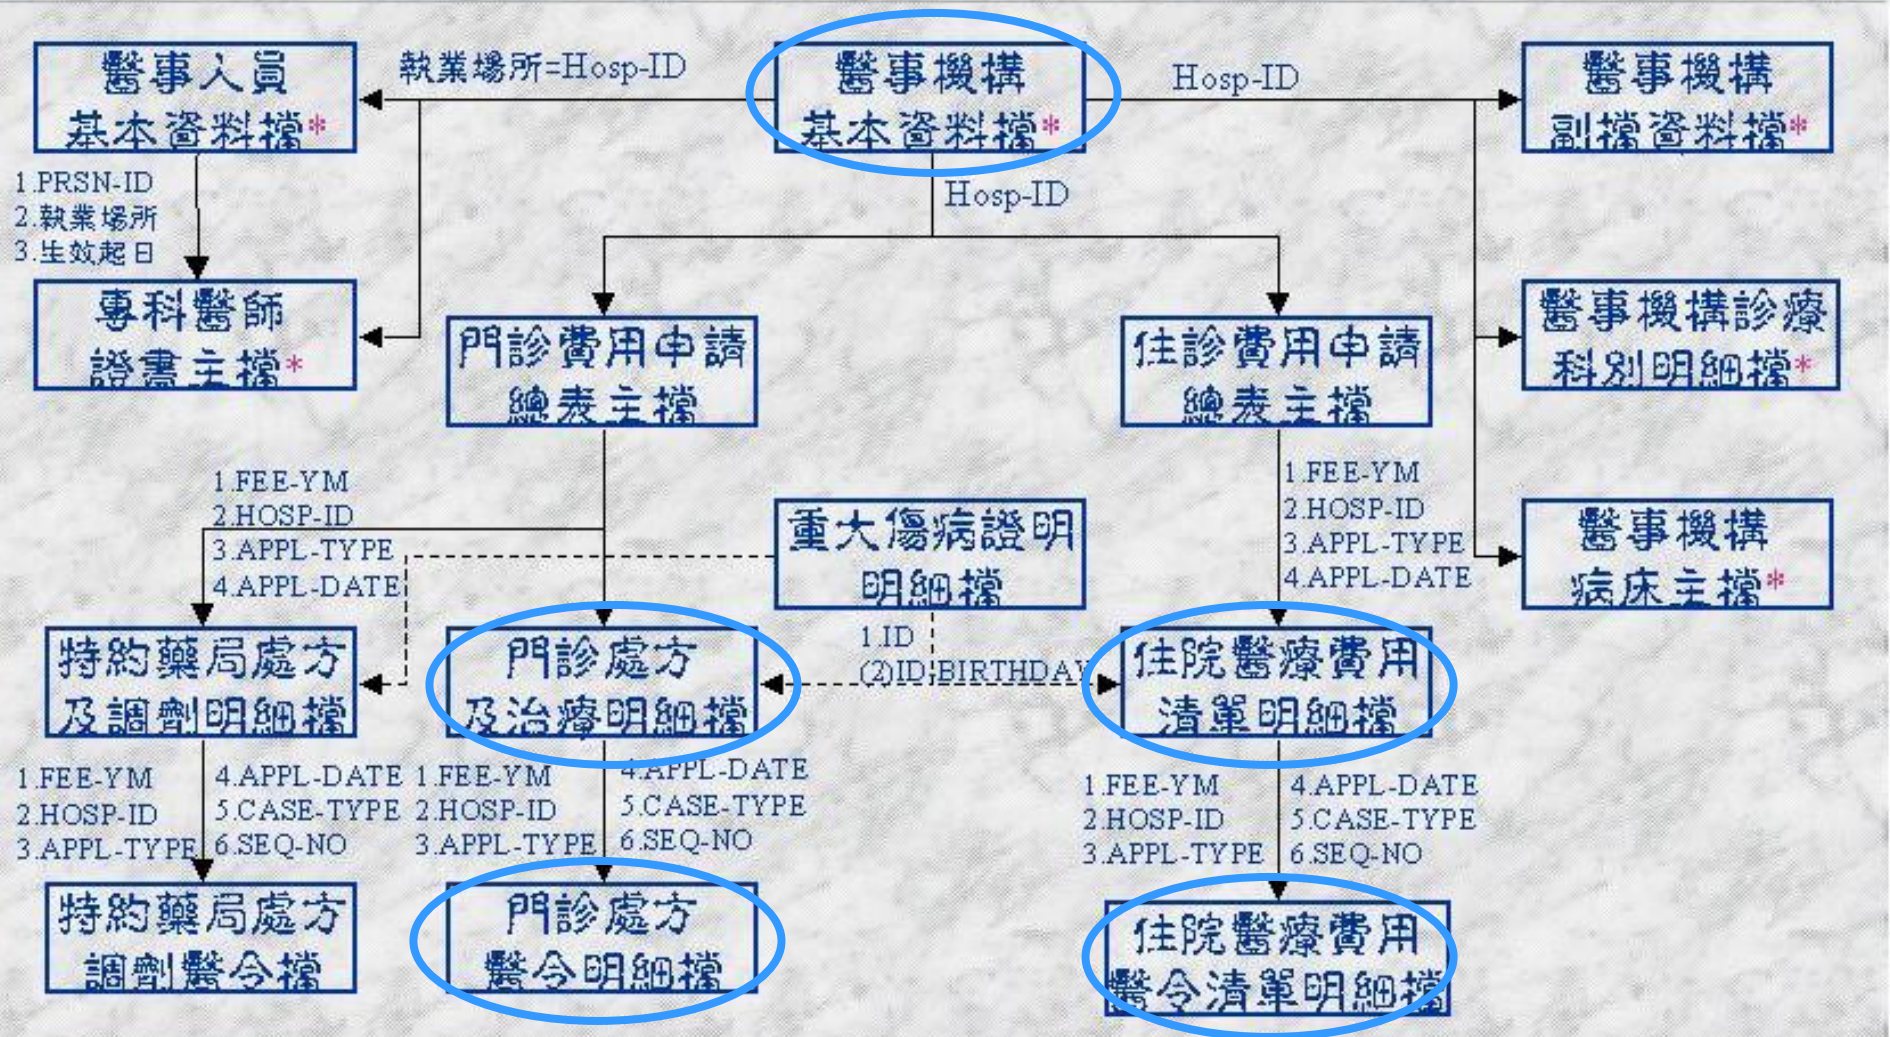 醫事人員
基本資料檔*
執業場所=Hosp-ID
醫事機構
基本資料檔*
Hosp-ID
醫事機構
副檔資料檔*
1.PRSN-ID
2.執業場所
3.生效起日
Hosp-ID
專科醫師
證書主檔*
門診費用申請
總表主檔
住診費用申請
總表主檔
醫事機構診療
科別明細檔*
1.FEE-YM
2.HOSP-ID
3.APPL-TYPE
4.APPL-DATE
重大傷病證明
明細檔
1.FEE-YM
2.HOSP-ID
3.APPL-TYPE
4.APPL-DATE
醫事機構
病床主檔*
特約藥局處方
及調劑明細檔
門診處方
及治療明細檔
1.ID
(2)ID+BIRTHDAY
住院醫療費用
清單明細檔
1.FEE-YM
2.HOSP-ID
3.APPL-TYPE
4.APPL-DATE
5.CASE-TYPE
6.SEQ-NO
1.FEE-YM
2.HOSP-ID
3.APPL-TYPE
4.APPL-DATE
5.CASE-TYPE
6.SEQ-NO
1.FEE-YM
2.HOSP-ID
3.APPL-TYPE
4.APPL-DATE
5.CASE-TYPE
6.SEQ-NO
特約藥局處方
調劑醫令檔
門診處方
醫令明細檔
住院醫療費用
醫令清單明細檔